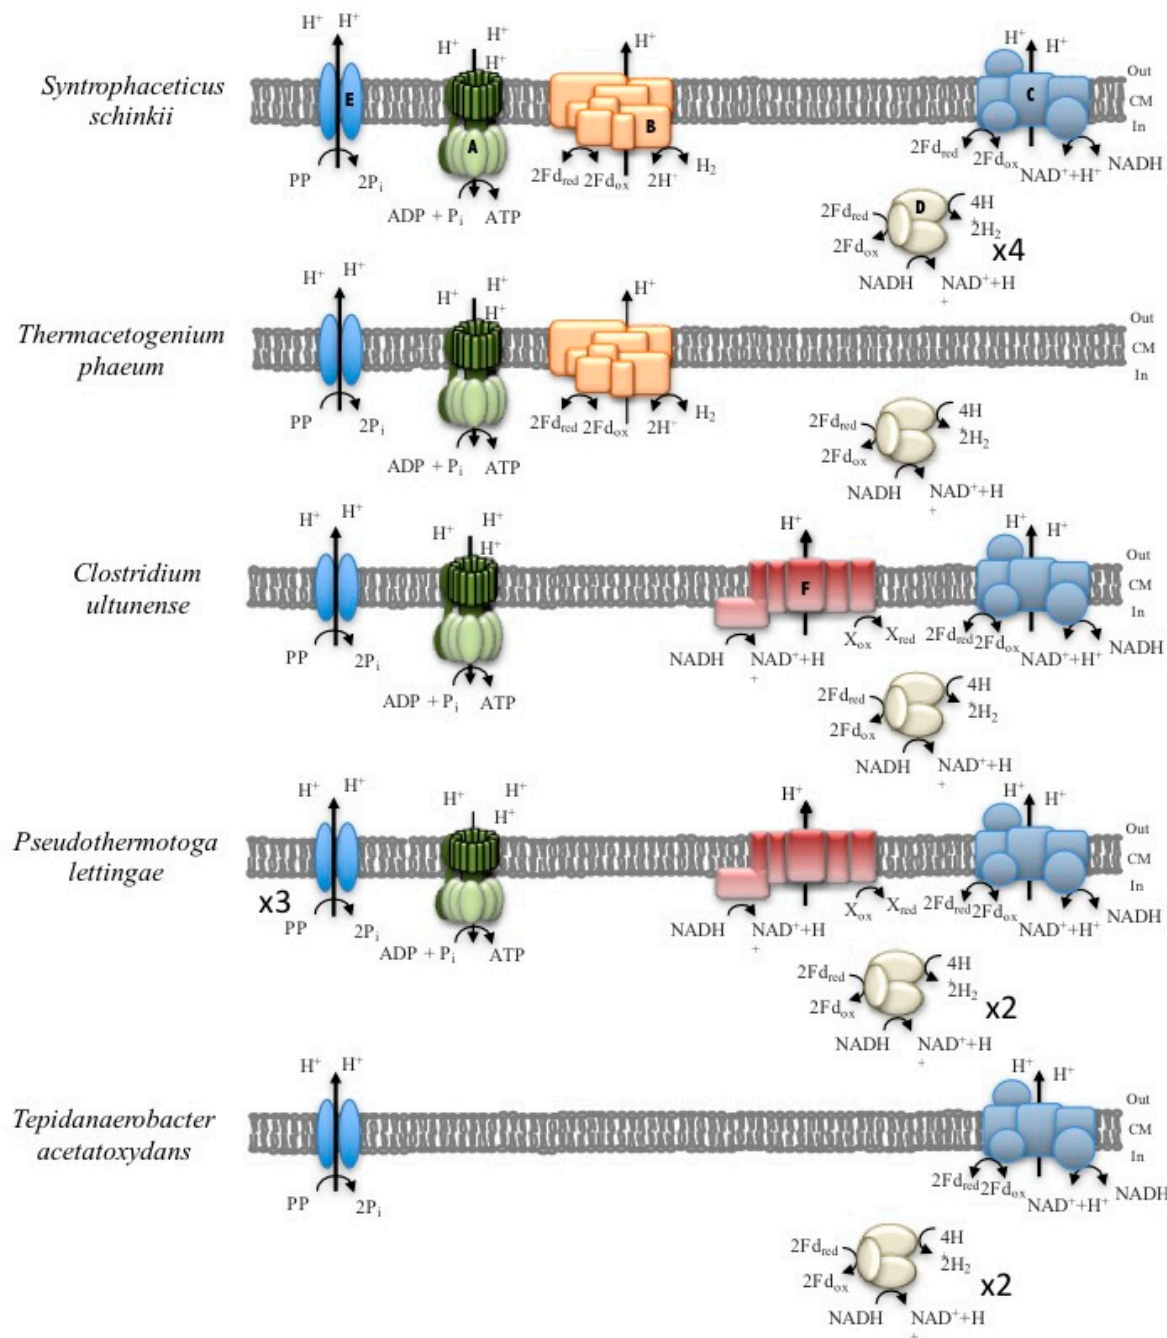 H⁺ H⁺ H⁺ H⁺ H⁺ H⁺ H⁺ H⁺
Syntrophaceticus
schinkii
E A B C
Out
CM
In
PP 2Pᵢ
ADP + Pᵢ ATP
2Fd_red 2Fd_ox 2H⁺ H₂
2Fd_red 2Fd_ox NAD⁺+H⁺ NADH
D
2Fd_red 4H
+
2Fd_ox 2H₂ x4
NADH NAD⁺+H
+
H⁺ H⁺ H⁺ H⁺ H⁺ H⁺
Thermacetogenium
phaeum
Out
CM
In
PP 2Pᵢ
ADP + Pᵢ ATP
2Fd_red 2Fd_ox 2H⁺ H₂
2Fd_red 4H
+
2Fd_ox 2H₂
NADH NAD⁺+H
+
H⁺ H⁺ H⁺ H⁺ H⁺ H⁺ H⁺ H⁺
Clostridium
ultunense
F
Out
CM
In
PP 2Pᵢ
ADP + Pᵢ ATP
NADH NAD⁺+H
+
X_ox X_red
2Fd_red 2Fd_ox NAD⁺+H⁺ NADH
2Fd_red 4H
+
2Fd_ox 2H₂
NADH NAD⁺+H
+
H⁺ H⁺ H⁺ H⁺ H⁺ H⁺ H⁺ H⁺
Pseudothermotoga
lettingae
Out
CM
In
x3
PP 2Pᵢ
ADP + Pᵢ ATP
NADH NAD⁺+H
+
X_ox X_red
2Fd_red 2Fd_ox NAD⁺+H⁺ NADH
2Fd_red 4H
+
2Fd_ox 2H₂ x2
NADH NAD⁺+H
+
H⁺ H⁺ H⁺ H⁺
Tepidanaerobacter
acetatoxydans
Out
CM
In
PP 2Pᵢ
2Fd_red 2Fd_ox NAD⁺+H⁺ NADH
2Fd_red 4H
+
2Fd_ox 2H₂ x2
NADH NAD⁺+H
+